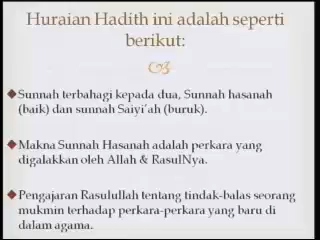 Huraian Hadith ini adalah seperti
berikut:
Sunnah terbahagi kepada dua, Sunnah hasanah
(baik) dan sunnah Saiyi'ah (buruk).
Makna Sunnah Hasanah adalah perkara yang
digalakkan oleh Allah & RasulNya.
Pengajaran Rasulullah tentang tindak-balas seorang
mukmin terhadap perkara-perkara yang baru di
dalam agama.